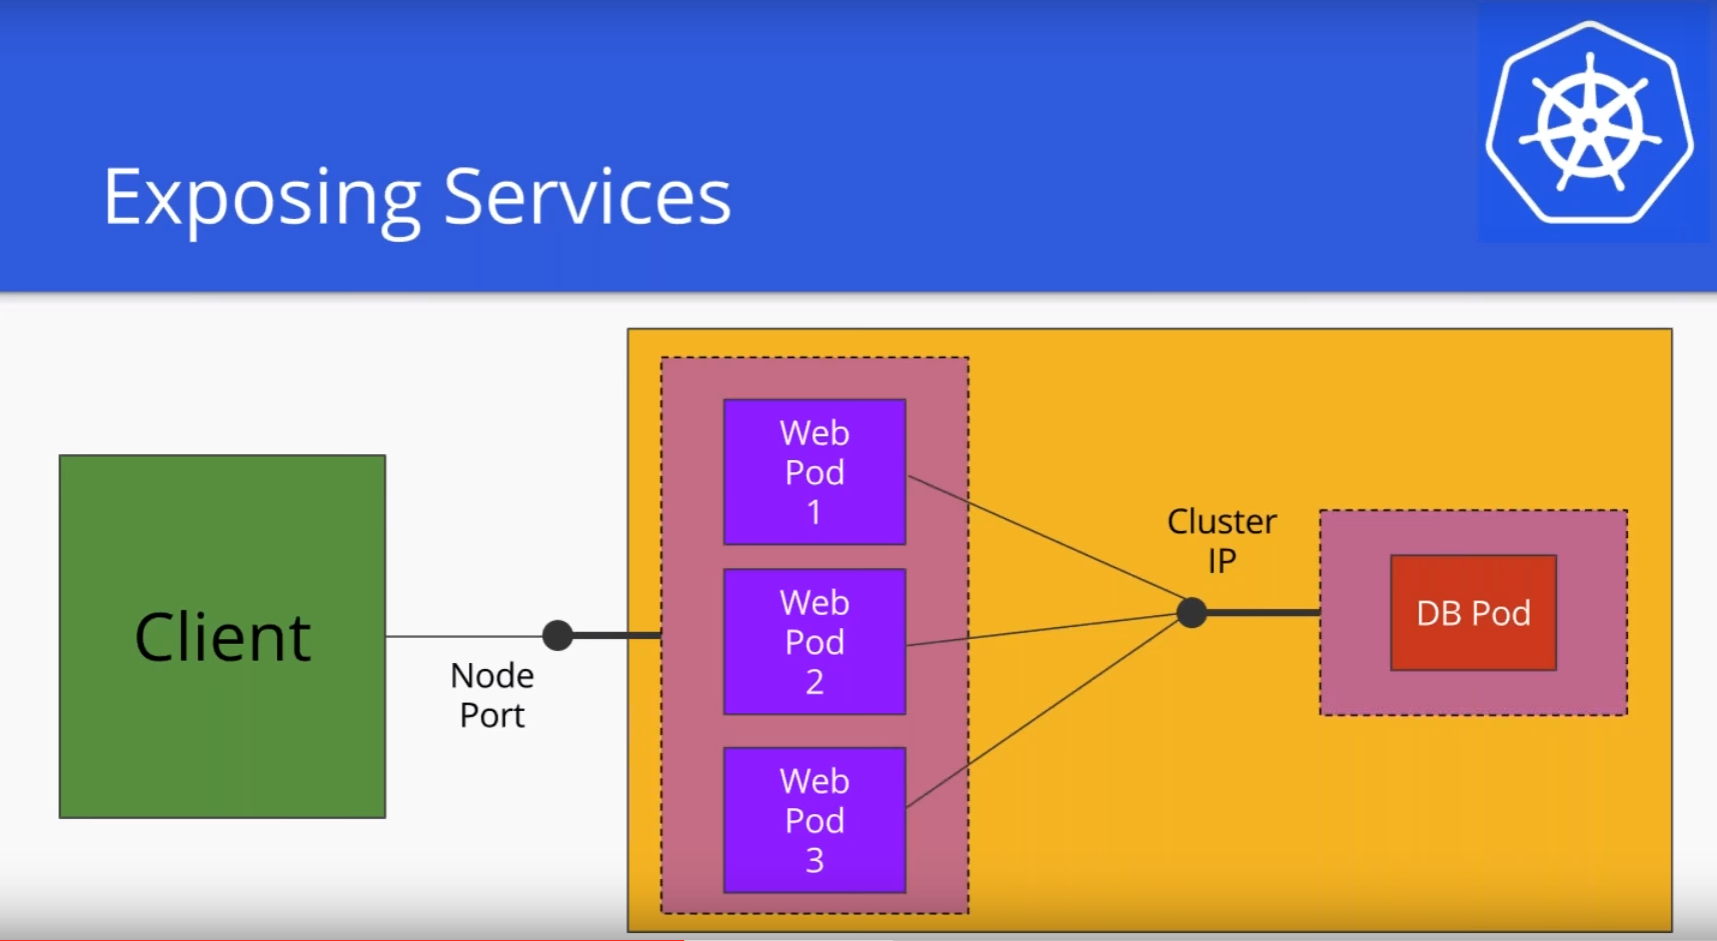 Exposing Services
Client
Node
Port
Web
Pod
1
Web
Pod
2
Web
Pod
3
Cluster
IP
DB Pod